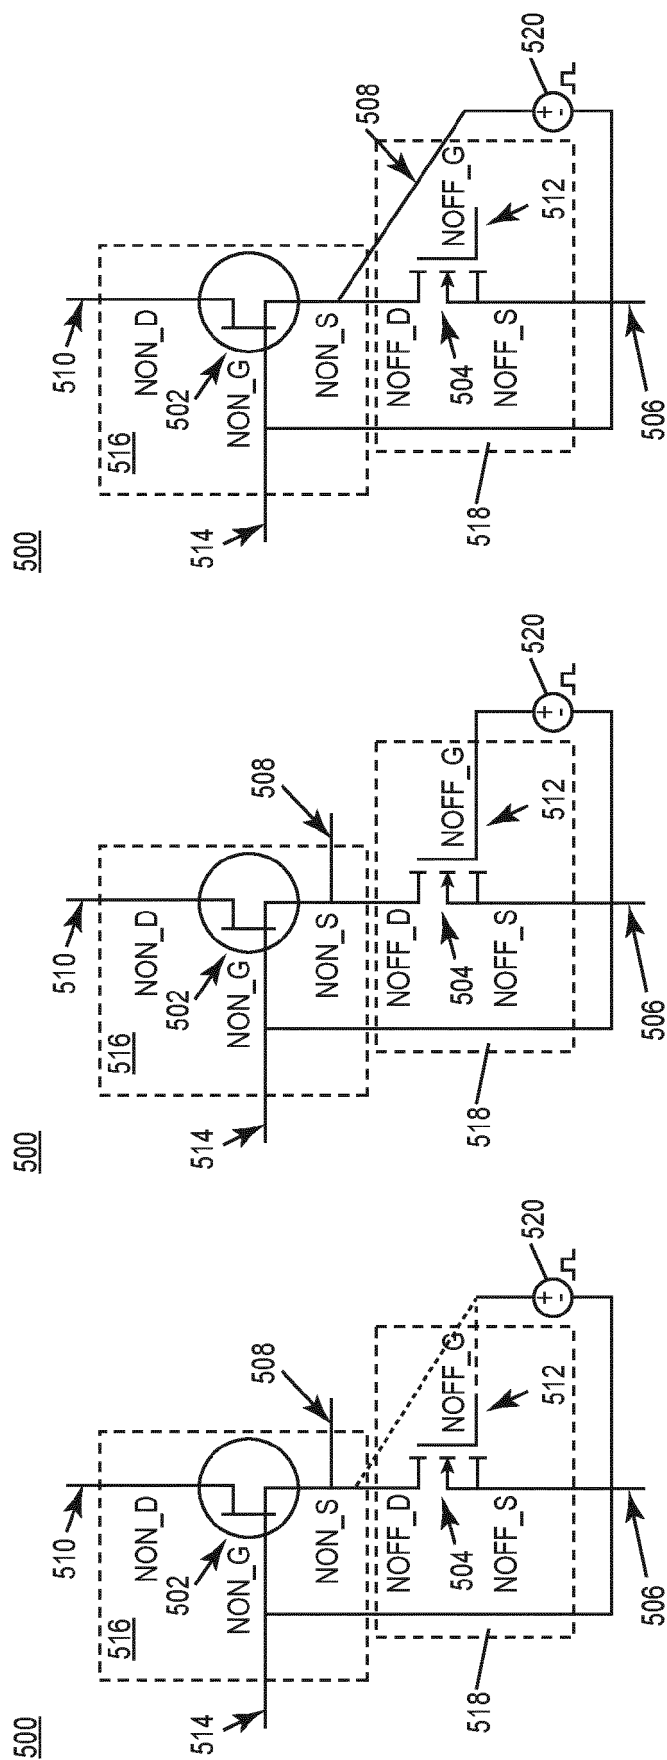 500
510
516
NON_D
502
514
NON_G
508
NON_S
NOFF_D
NOFF_G
504
518
NOFF_S
520
+ -
512
506
500
510
516
NON_D
502
514
NON_G
508
NON_S
NOFF_D
NOFF_G
504
518
NOFF_S
520
+ -
512
506
500
510
516
NON_D
502
514
NON_G
508
NON_S
NOFF_D
NOFF_G
504
518
NOFF_S
520
+ -
512
506